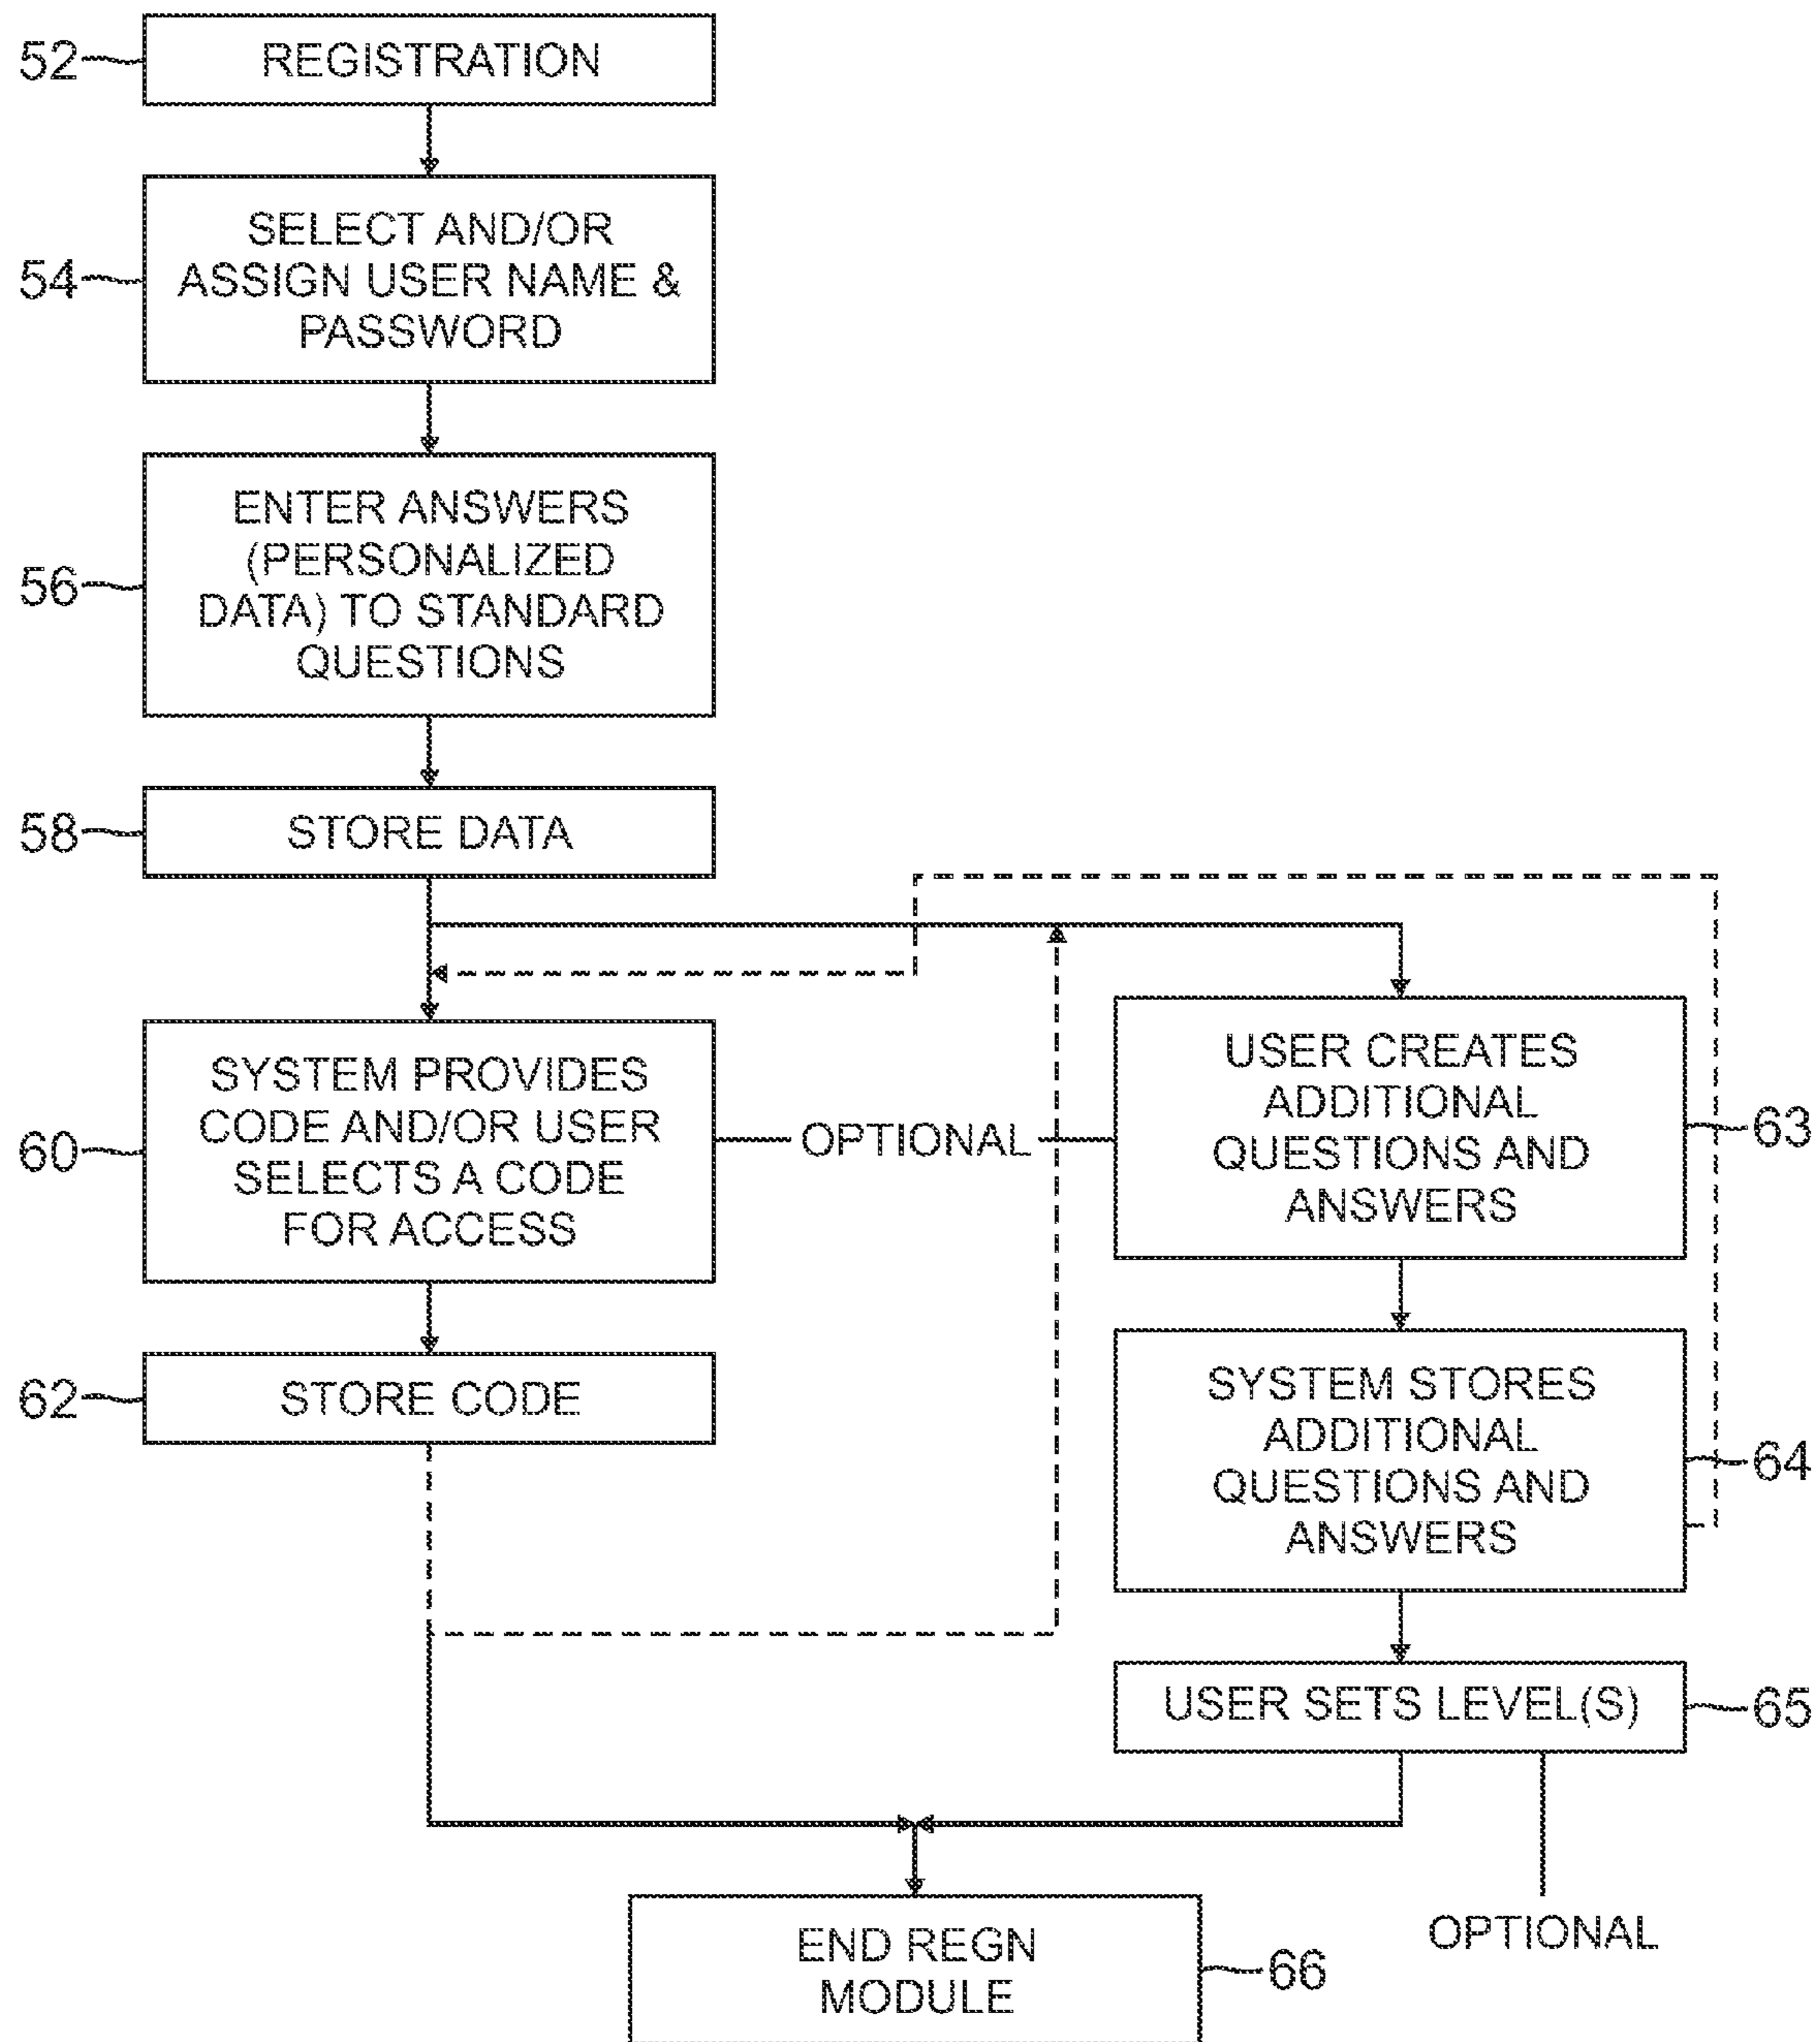 52
REGISTRATION
54
SELECT AND/OR
ASSIGN USER NAME &
PASSWORD
56
ENTER ANSWERS
(PERSONALIZED
DATA) TO STANDARD
QUESTIONS
58
STORE DATA
60
SYSTEM PROVIDES
CODE AND/OR USER
SELECTS A CODE
FOR ACCESS
OPTIONAL
USER CREATES
ADDITIONAL
QUESTIONS AND
ANSWERS
63
62
STORE CODE
SYSTEM STORES
ADDITIONAL
QUESTIONS AND
ANSWERS
64
USER SETS LEVEL(S)
65
OPTIONAL
END REGN
MODULE
66